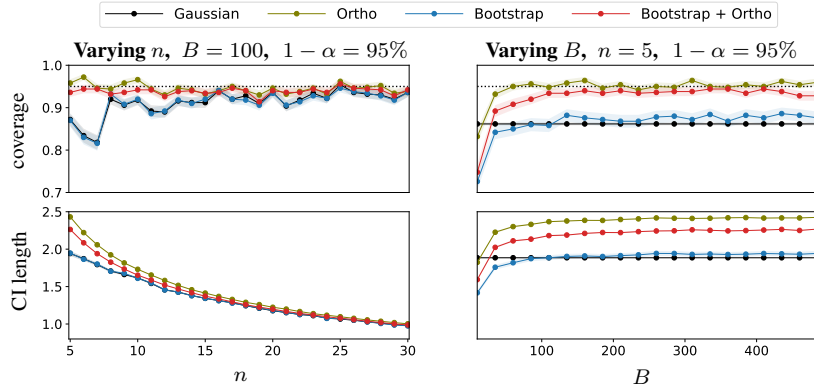 Gaussian Ortho Bootstrap Bootstrap + Ortho
Varying n, B = 100, 1 − α = 95%
Varying B, n = 5, 1 − α = 95%
1.0
0.9
0.8
0.7
coverage
2.5
2.0
1.5
1.0
CI length
5 10 15 20 25 30
n
100 200 300 400
B